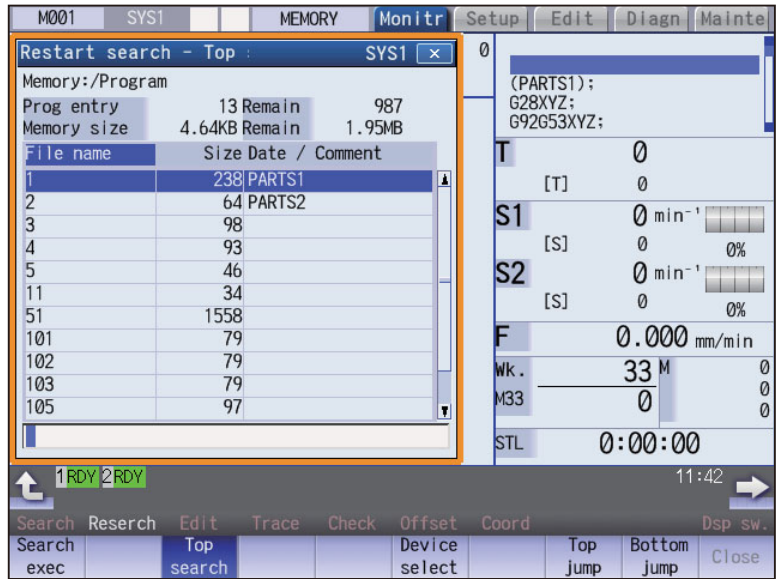 M001 SYS1 MEMORY Monitr Setup Edit Diagn Mainte
Restart search - Top : SYS1 ×
Memory:/Program
Prog entry 13 Remain 987
Memory size 4.64KB Remain 1.95MB
File name Size Date / Comment
1 238 PARTS1
2 64 PARTS2
3 98
4 93
5 46
11 34
51 1558
101 79
102 79
103 79
105 97
0
(PARTS1);
G28XYZ;
G92G53XYZ;
T 0
[T] 0
S1 0 min⁻¹
[S] 0 0%
S2 0 min⁻¹
[S] 0 0%
F 0.000 mm/min
Wk. 33 M 0
0
M33 0 0
STL 0:00:00
1 RDY 2 RDY 11:42
Search Reserch Edit Trace Check Offset Coord Dsp sw.
Search exec Top search Device select Top jump Bottom jump Close